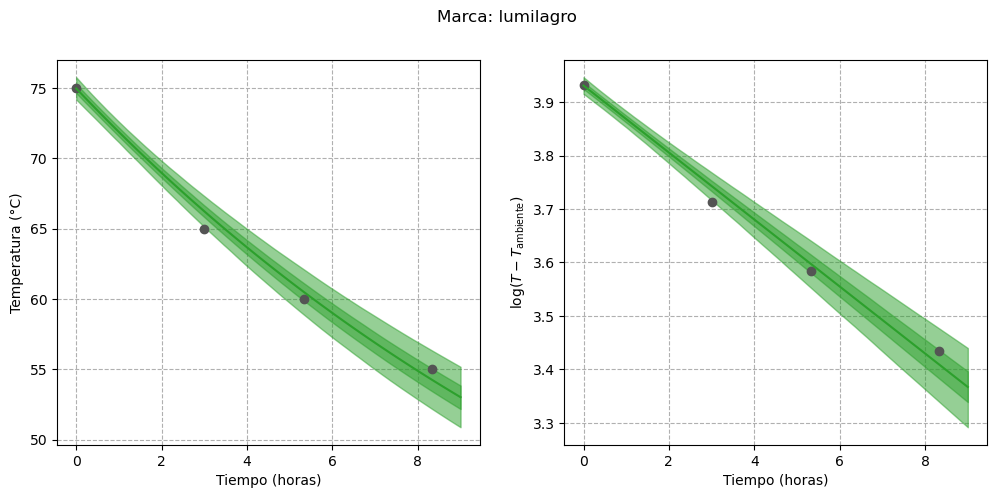 Marca: lumilagro
Temperatura (°C)
75
70
65
60
55
50
0 2 4 6 8
Tiempo (horas)
log(T − T_ambiente)
3.9
3.8
3.7
3.6
3.5
3.4
3.3
0 2 4 6 8
Tiempo (horas)